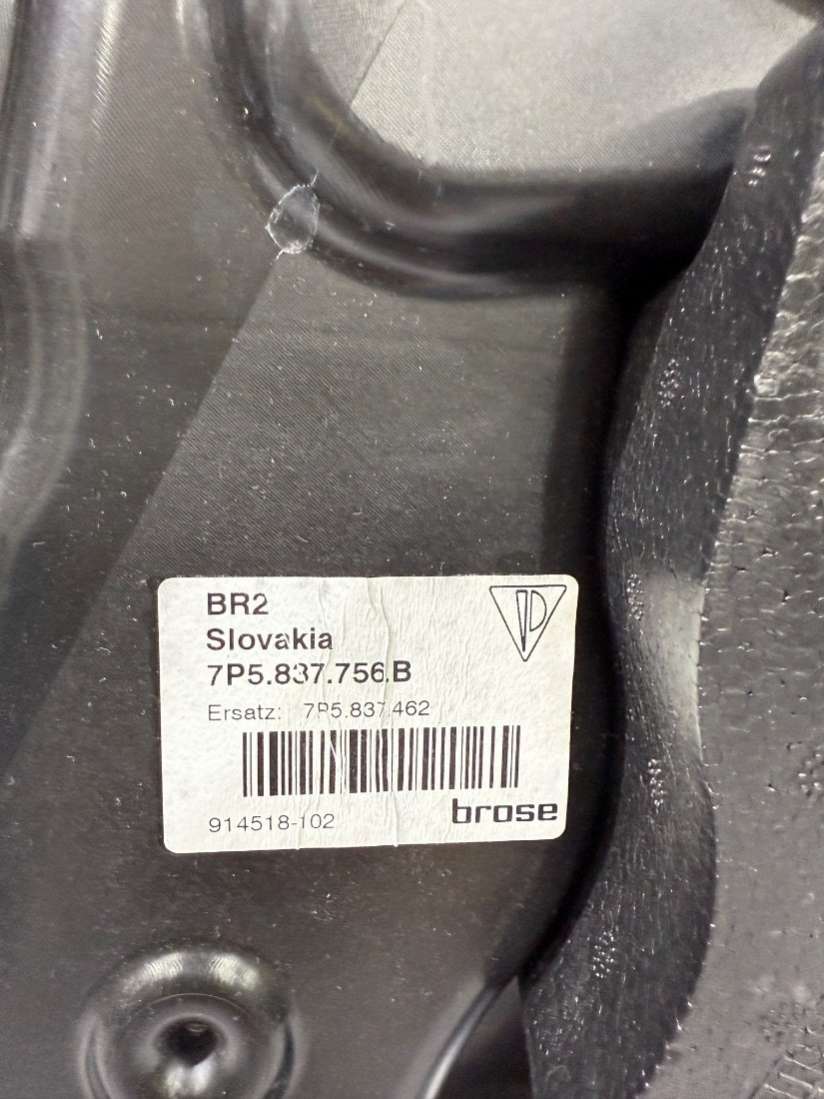 BR2
Slovakia
7P5.837.756.B
Ersatz: 7P5.837.462
914518-102
brose